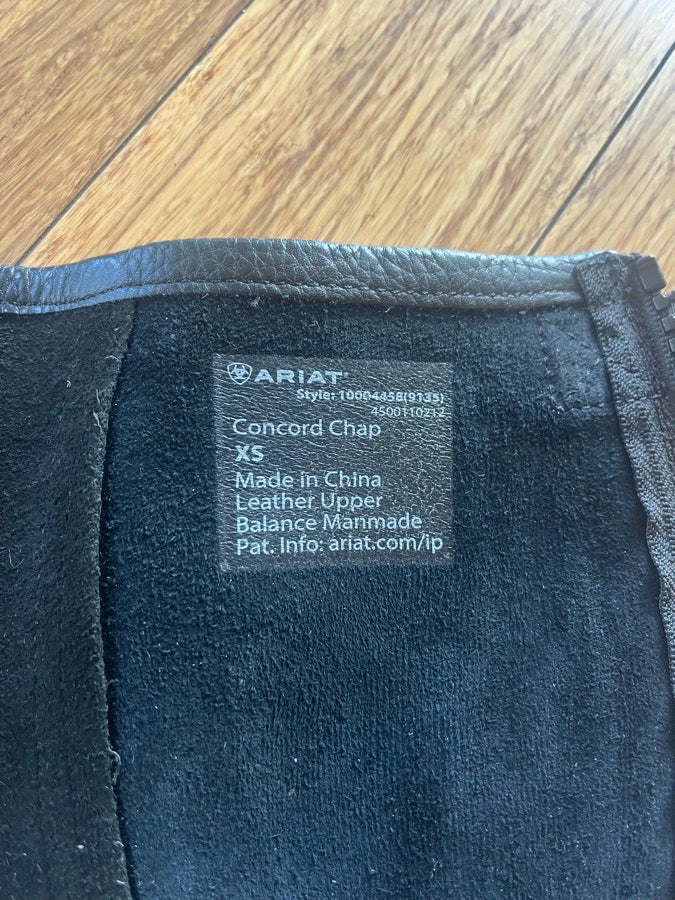 ARIAT
Style: 10004458(9135)
4500110212
Concord Chap
XS
Made in China
Leather Upper
Balance Manmade
Pat. Info: ariat.com/ip